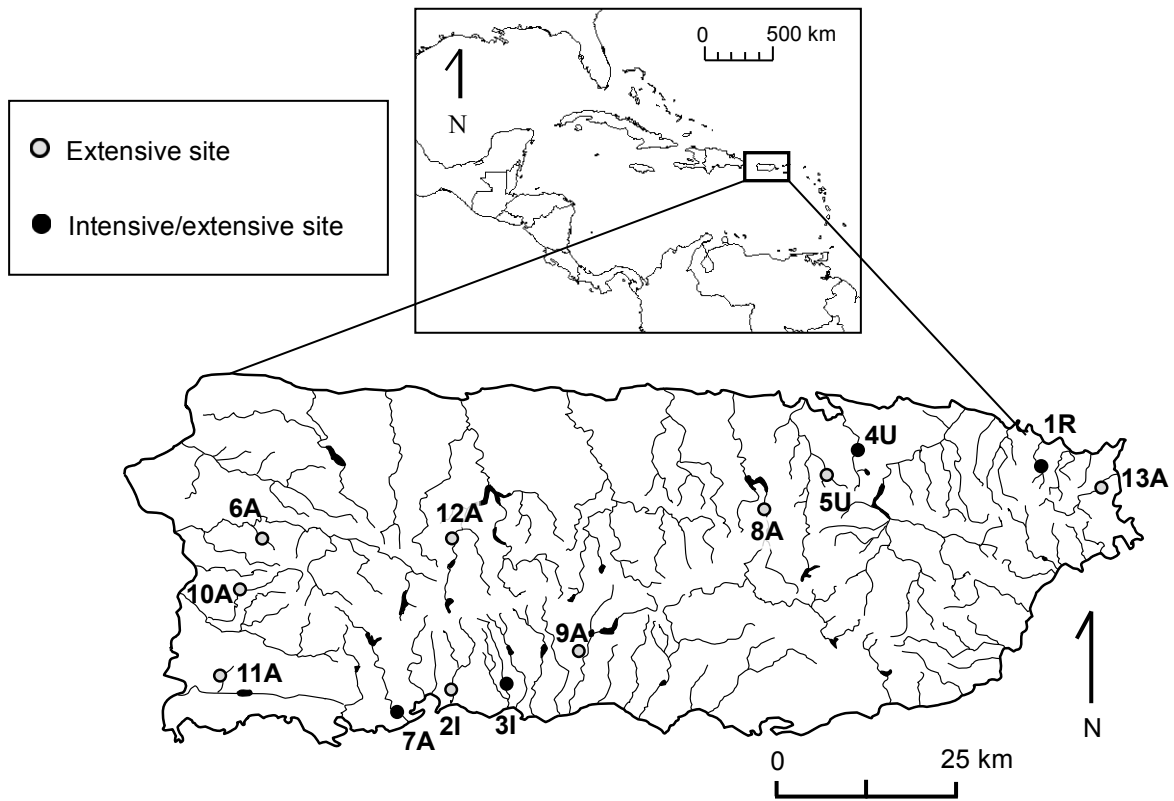 0 500 km
N
Extensive site
Intensive/extensive site
1R
4U
13A
5U
6A
12A
8A
10A
9A
11A
7A
2I
3I
N
0 25 km